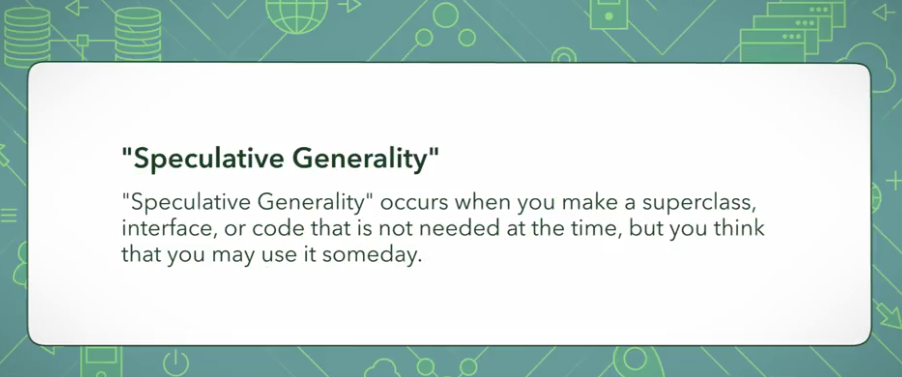 "Speculative Generality"
"Speculative Generality" occurs when you make a superclass,
interface, or code that is not needed at the time, but you think
that you may use it someday.